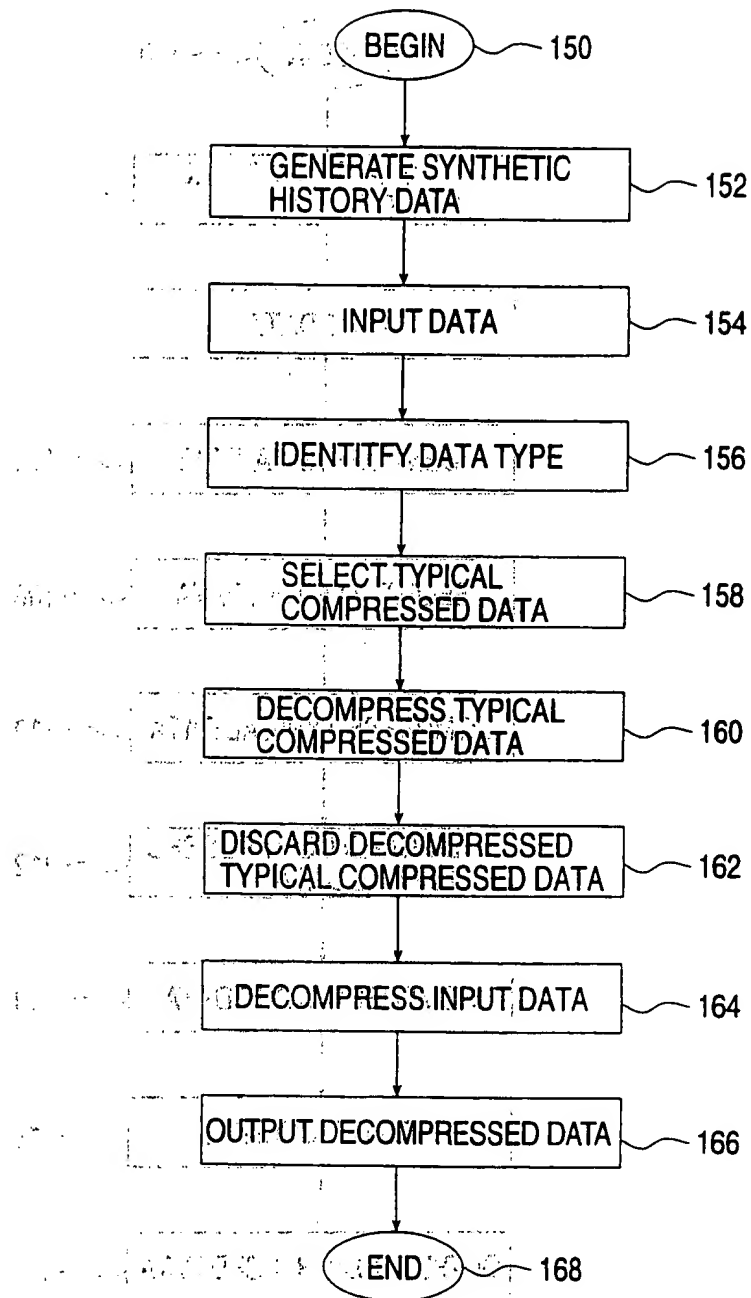 BEGIN 150
GENERATE SYNTHETIC
HISTORY DATA 152
INPUT DATA 154
IDENTITFY DATA TYPE 156
SELECT TYPICAL
COMPRESSED DATA 158
DECOMPRESS TYPICAL
COMPRESSED DATA 160
DISCARD DECOMPRESSED
TYPICAL COMPRESSED DATA 162
DECOMPRESS INPUT DATA 164
OUTPUT DECOMPRESSED DATA 166
END 168